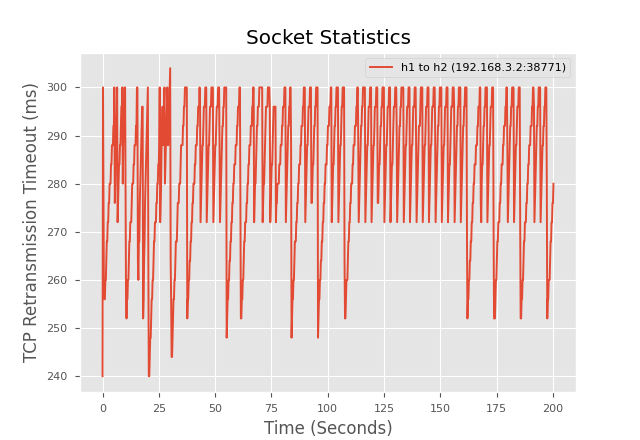 Socket Statistics
h1 to h2 (192.168.3.2:38771)
TCP Retransmission Timeout (ms)
300
290
280
270
260
250
240
0 25 50 75 100 125 150 175 200
Time (Seconds)